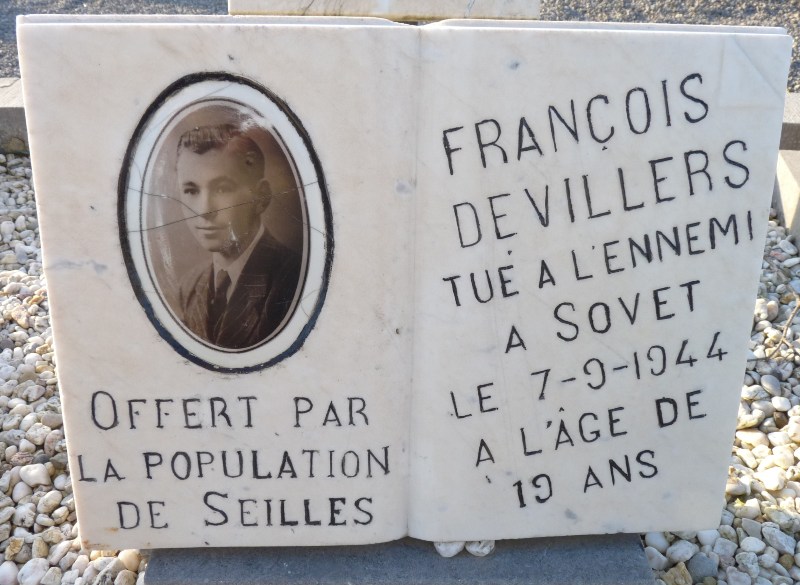 OFFERT PAR
LA POPULATION
DE SEILLES
FRANÇOIS
DEVILLERS
TUÉ A L'ENNEMI
A SOVET
LE 7-9-1944
A L'ÂGE DE
19 ANS